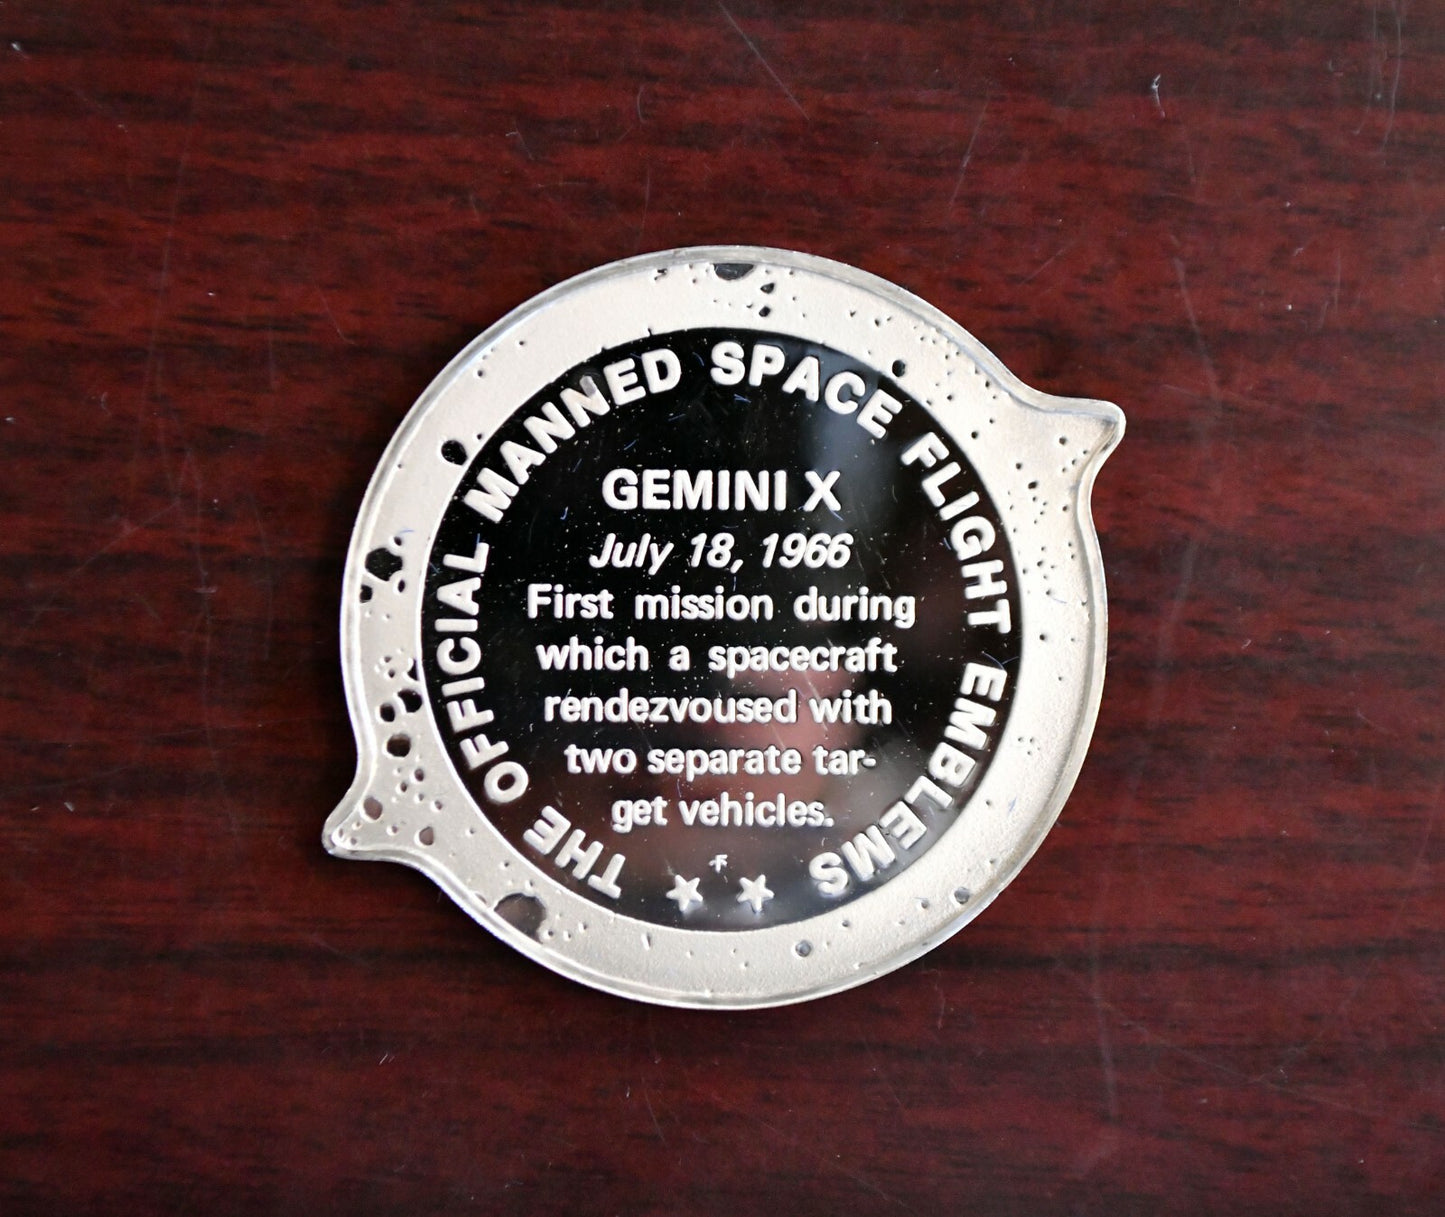 THE OFFICIAL MANNED SPACE FLIGHT EMBLEMS
GEMINI X
July 18, 1966
First mission during
which a spacecraft
rendezvoused with
two separate tar-
get vehicles.